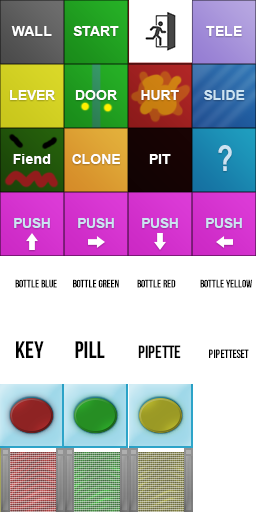 WALL START TELE
LEVER DOOR HURT SLIDE
Fiend CLONE PIT ?
PUSH PUSH PUSH PUSH
BOTTLE BLUE BOTTLE GREEN BOTTLE RED BOTTLE YELLOW
KEY PILL PIPETTE PIPETTESET